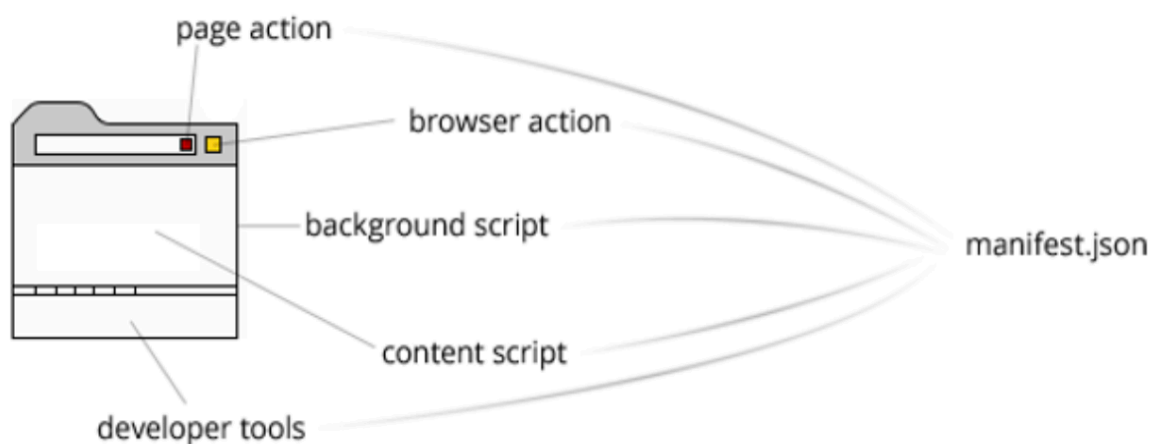 page action
browser action
background script
manifest.json
content script
developer tools